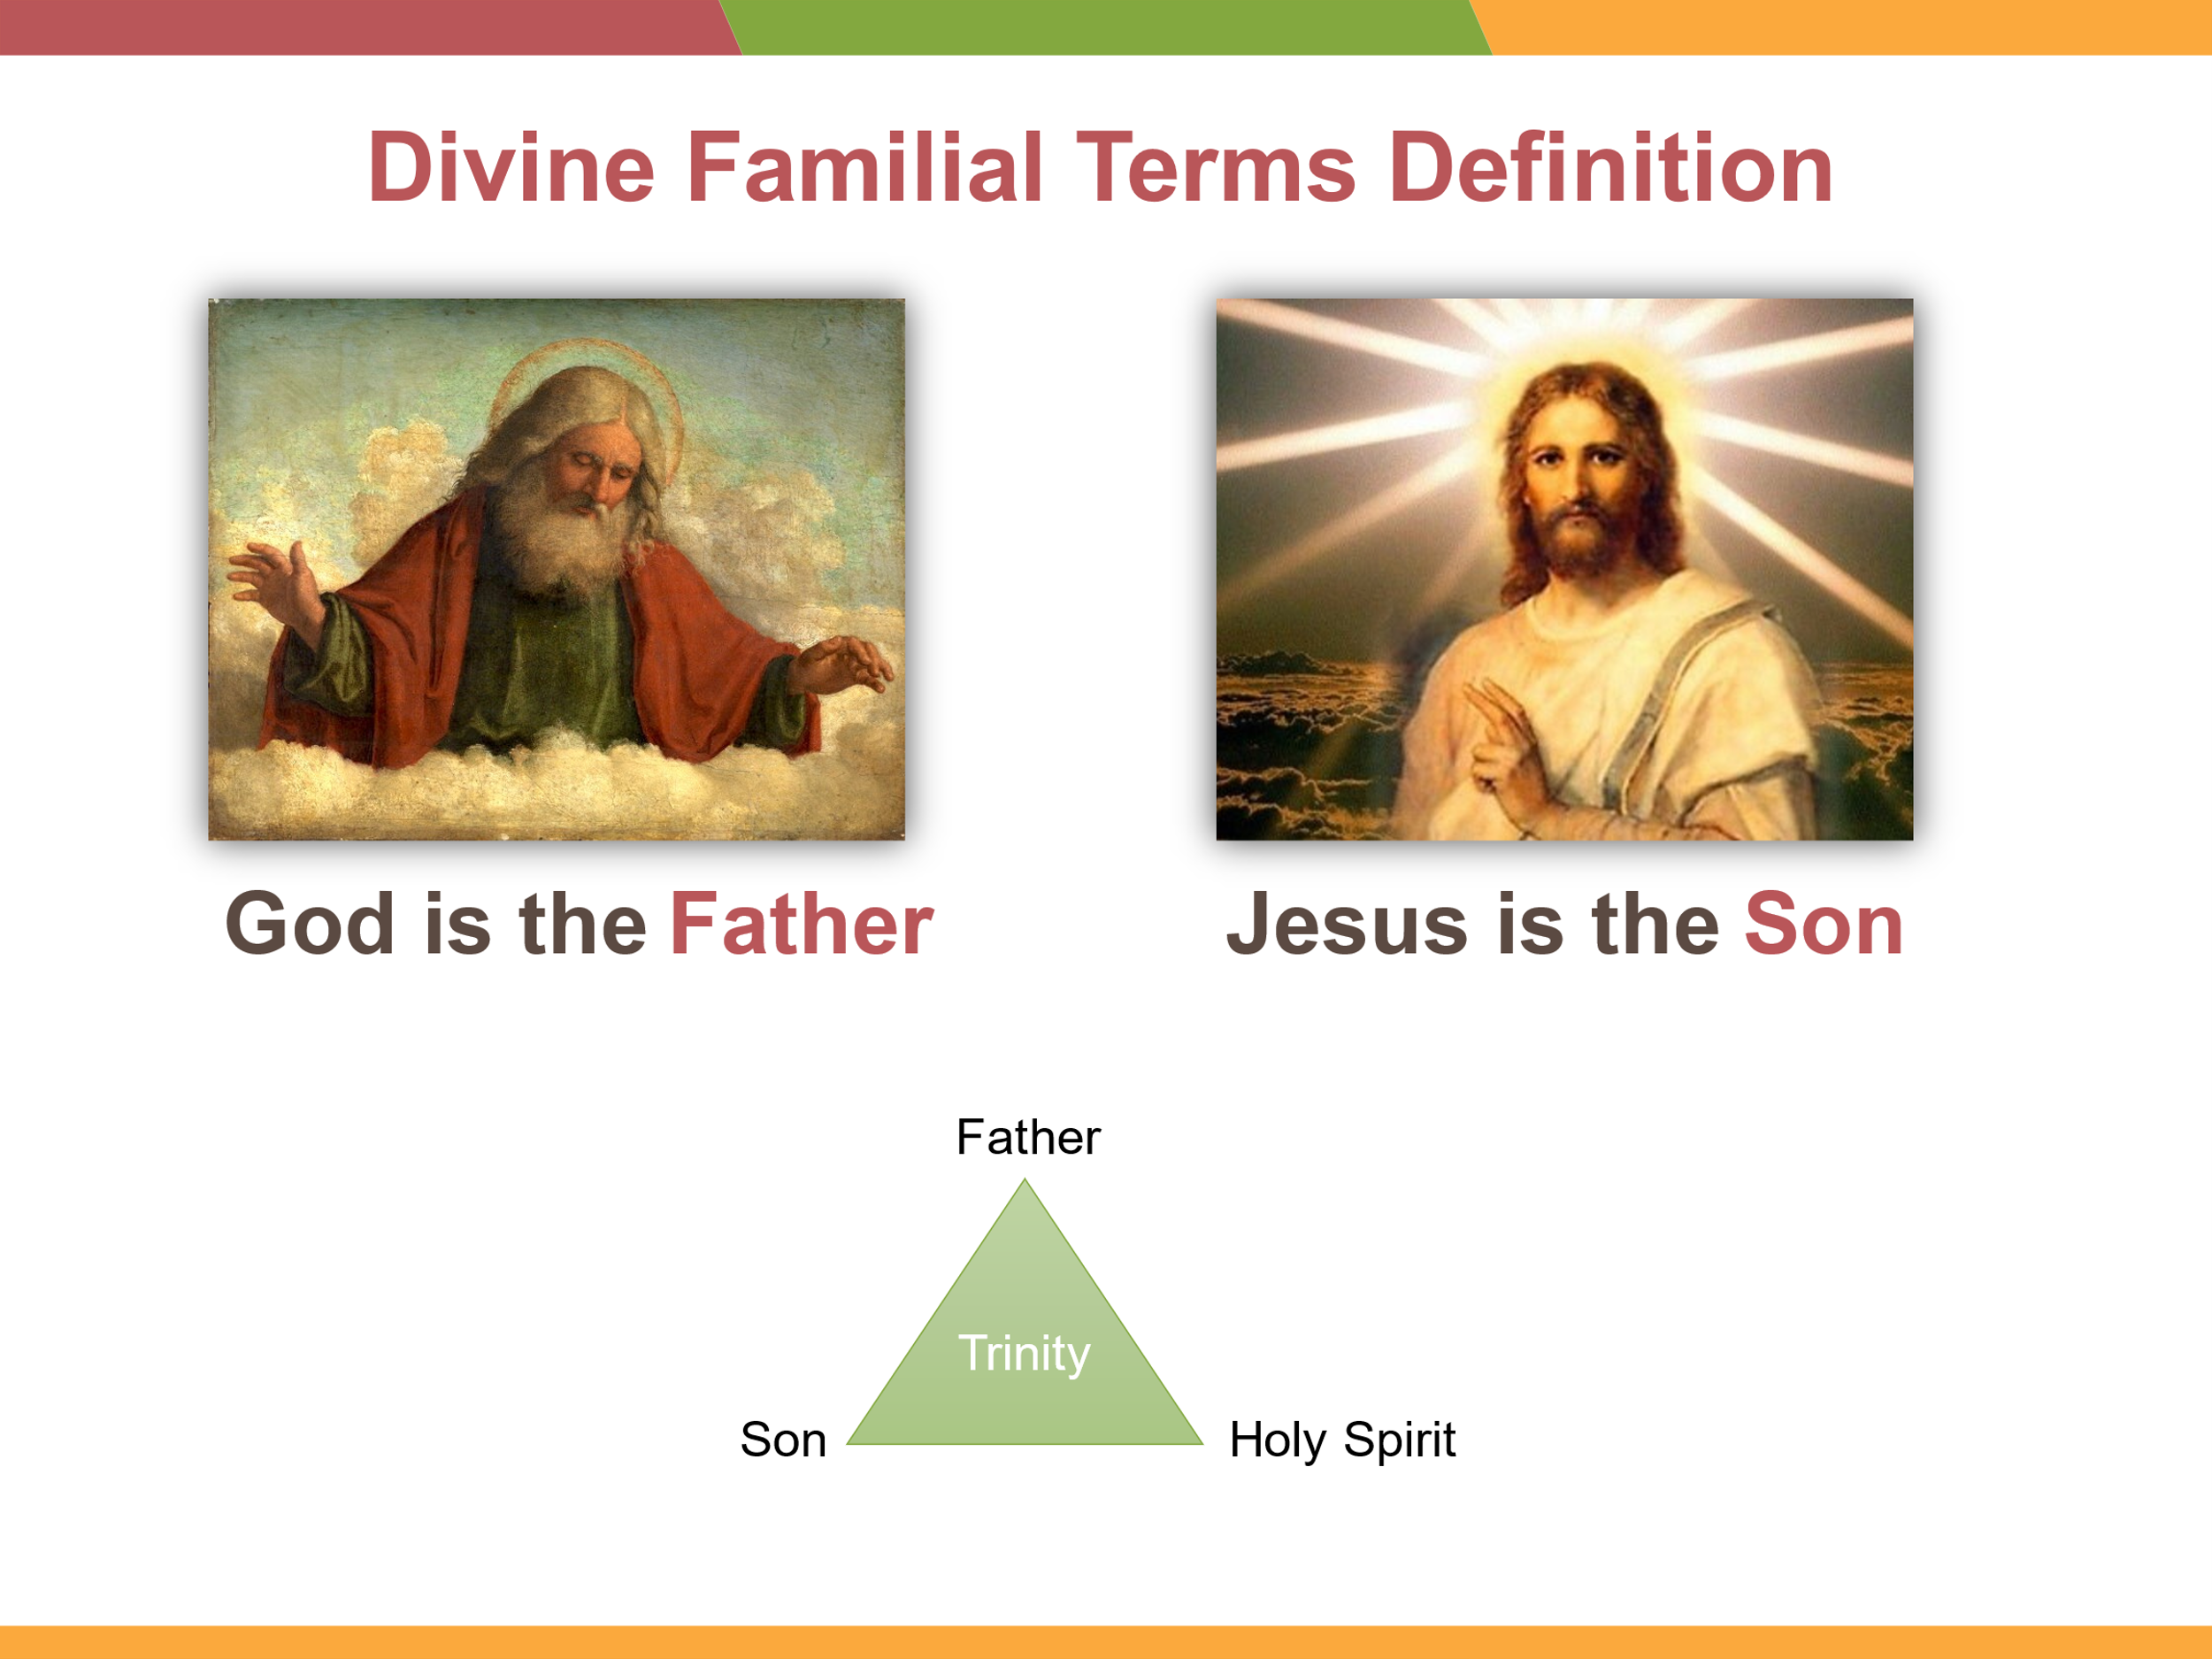 Divine Familial Terms Definition
God is the Father
Jesus is the Son
Father
Trinity
Son
Holy Spirit